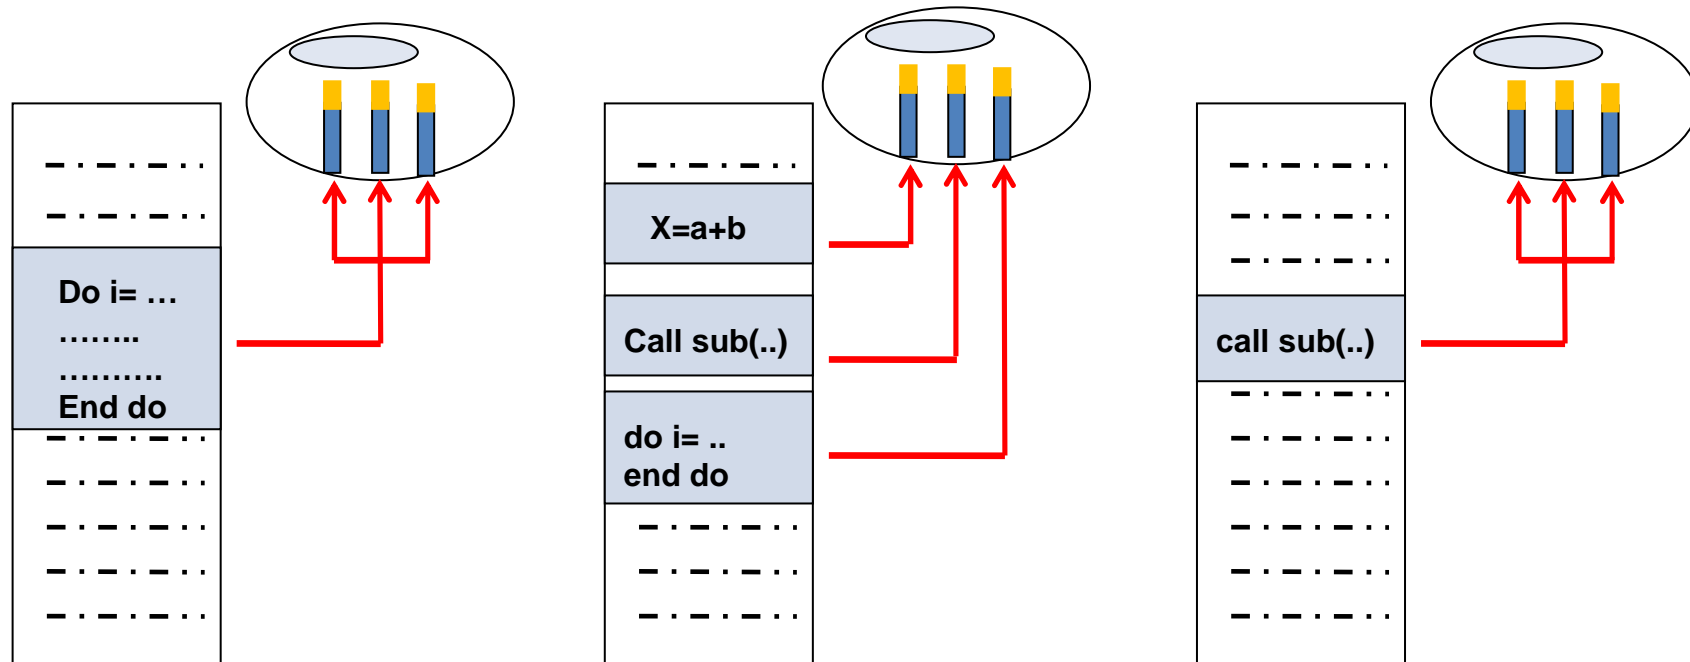 Do i= …
……..
……….
End do
X=a+b
Call sub(..)
do i= ..
end do
call sub(..)